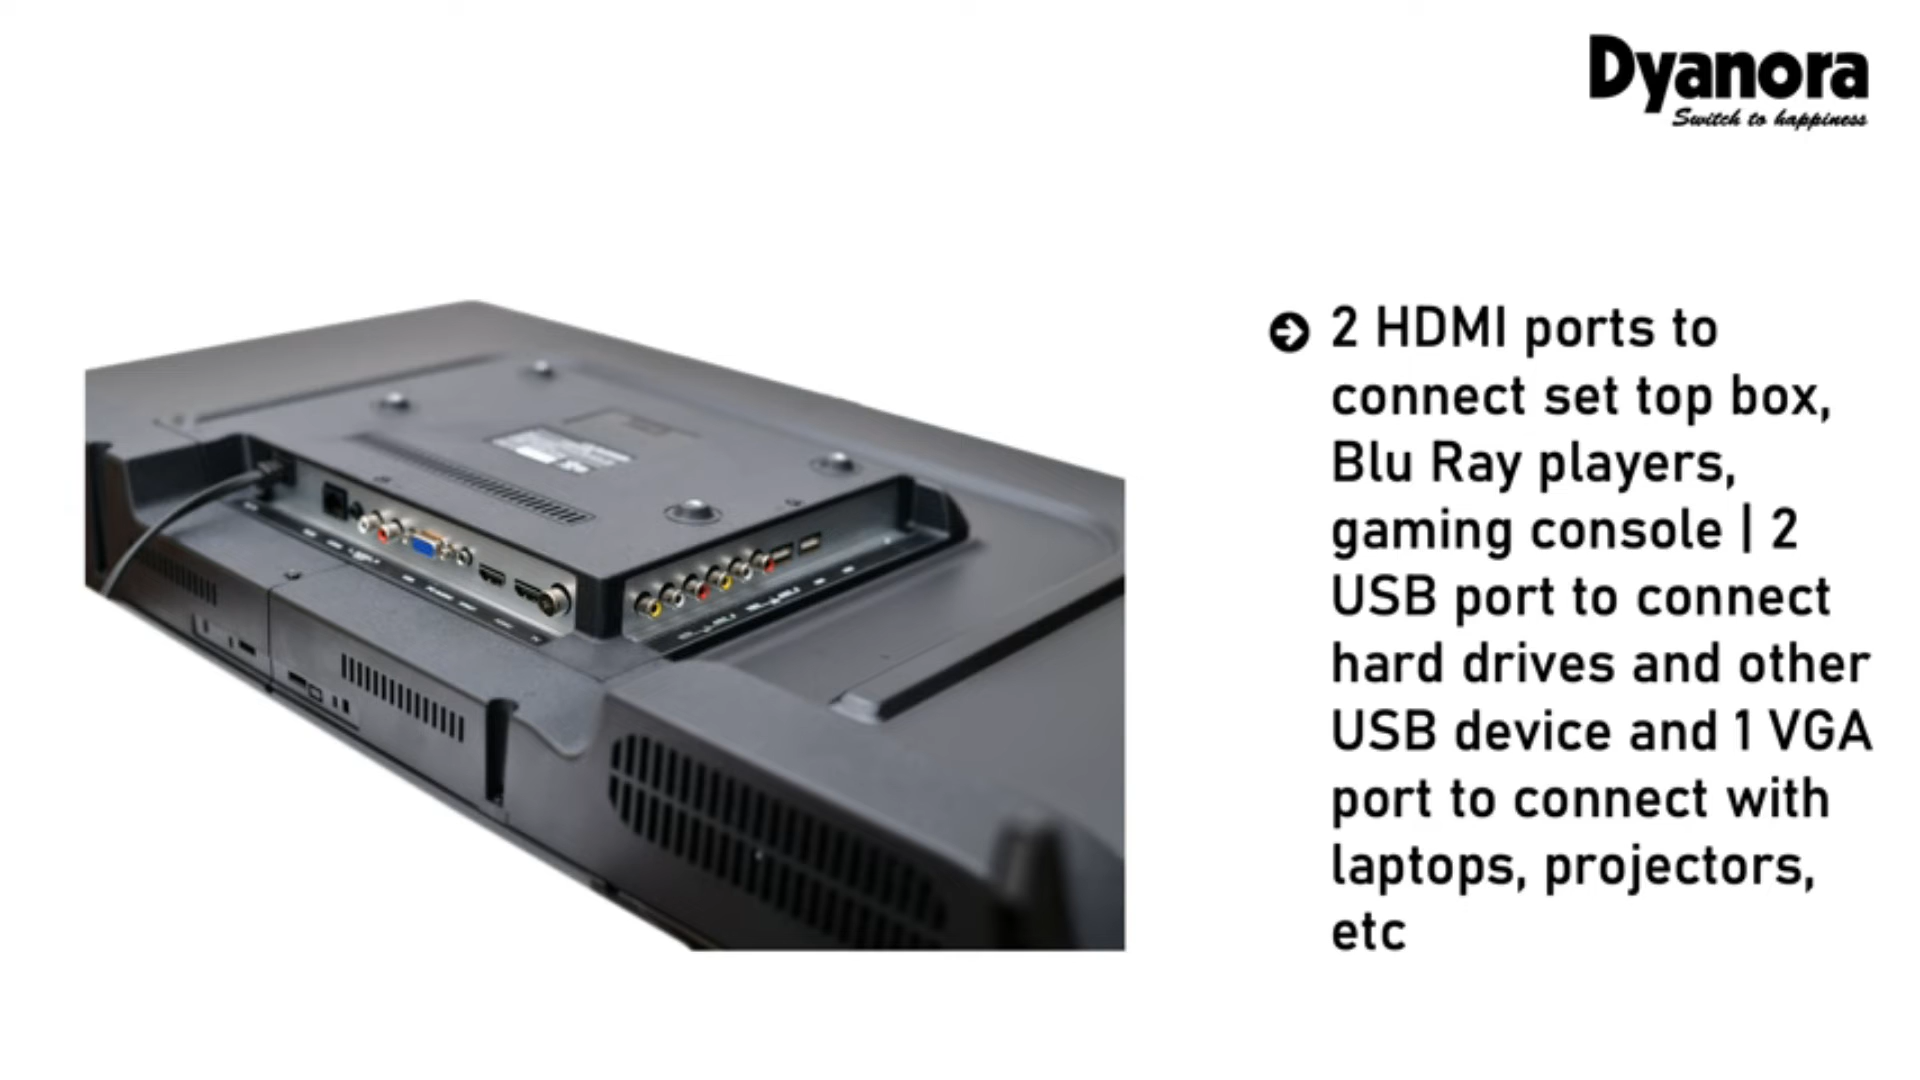 Dyanora
Switch to happiness
2 HDMI ports to
connect set top box,
Blu Ray players,
gaming console | 2
USB port to connect
hard drives and other
USB device and 1 VGA
port to connect with
laptops, projectors,
etc